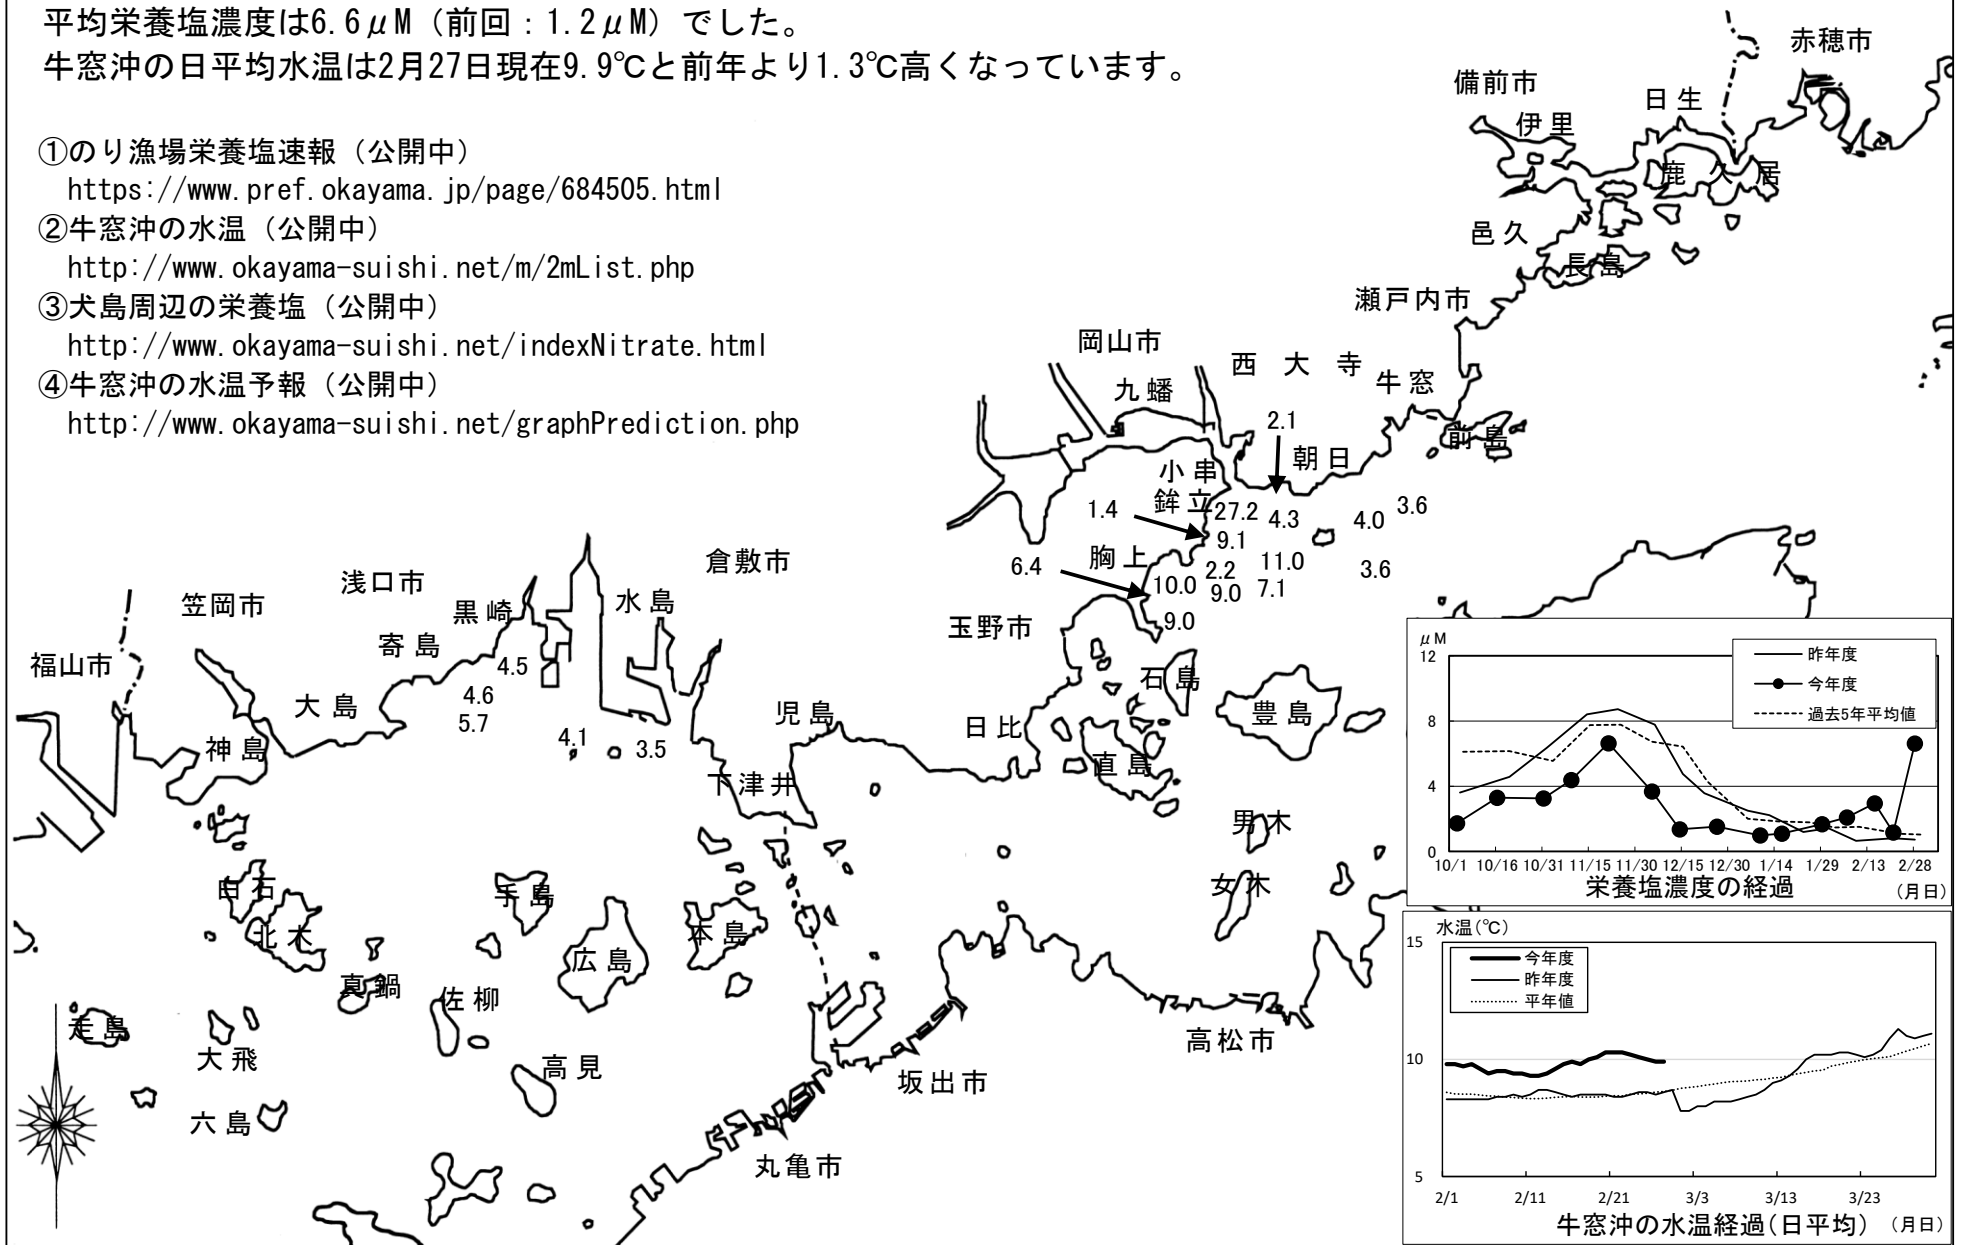 平均栄養塩濃度は6.6μM（前回：1.2μM）でした。
牛窓沖の日平均水温は2月27日現在9.9℃と前年より1.3℃高くなっています。
①のり漁場栄養塩速報（公開中）
https://www.pref.okayama.jp/page/684505.html
②牛窓沖の水温（公開中）
http://www.okayama-suishi.net/m/2mList.php
③犬島周辺の栄養塩（公開中）
http://www.okayama-suishi.net/indexNitrate.html
④牛窓沖の水温予報（公開中）
http://www.okayama-suishi.net/graphPrediction.php
赤穂市
備前市
日生
伊里
鹿久居
邑久
長島
瀬戸内市
岡山市
西大寺
牛窓
九蟠
2.1
前島
朝日
小串
鉾立
1.4
27.2
4.3
4.0
3.6
9.1
胸上
6.4
11.0
3.6
2.2
10.0
9.0
7.1
9.0
玉野市
倉敷市
浅口市
笠岡市
水島
黒崎
寄島
福山市
4.5
4.6
5.7
大島
神島
4.1
3.5
児島
日比
石島
豊島
直島
下津井
男木
女木
白石
北木
手島
本島
広島
真鍋
佐柳
走島
大飛
高見
六島
高松市
坂出市
丸亀市
μM
12
8
4
0
昨年度
今年度
過去5年平均値
10/1 10/16 10/31 11/15 11/30 12/15 12/30 1/14 1/29 2/13 2/28
栄養塩濃度の経過
（月日）
水温(℃)
15
10
5
今年度
昨年度
平年値
2/1 2/11 2/21 3/3 3/13 3/23
牛窓沖の水温経過(日平均)
（月日）